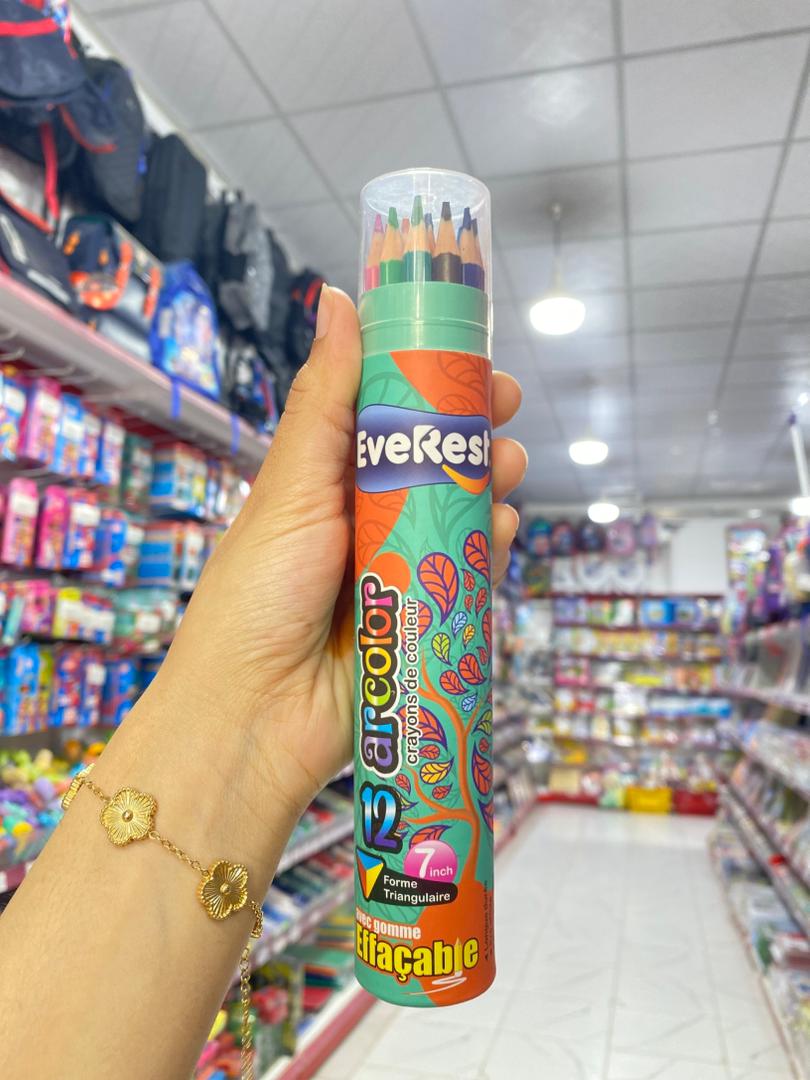 EveRest
arcolor
crayons de couleur
12
7 inch
Forme
Triangulaire
avec gomme
Effaçable